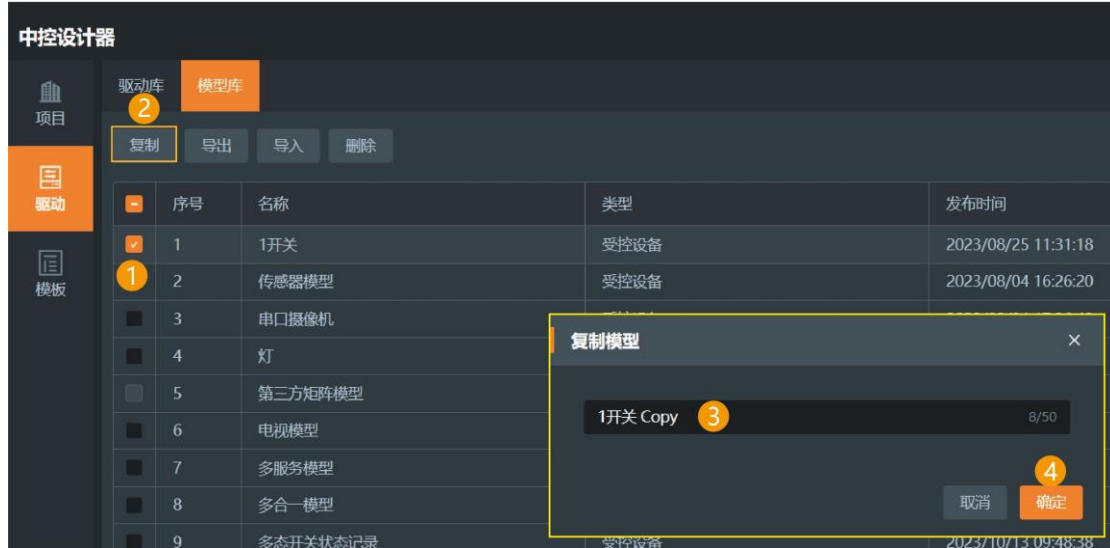 中控设计器
项目
驱动
模板
驱动库 模型库
2
复制 导出 导入 删除
序号 名称 类型 发布时间
1 1开关 受控设备 2023/08/25 11:31:18
1
2 传感器模型 受控设备 2023/08/04 16:26:20
3 串口摄像机
4 灯
5 第三方矩阵模型
6 电视模型
7 多服务模型
8 多合一模型
9 多态开关状态记录 受控设备 2023/10/13 09:48:38
复制模型 ×
1开关 Copy 3 8/50
4
取消 确定